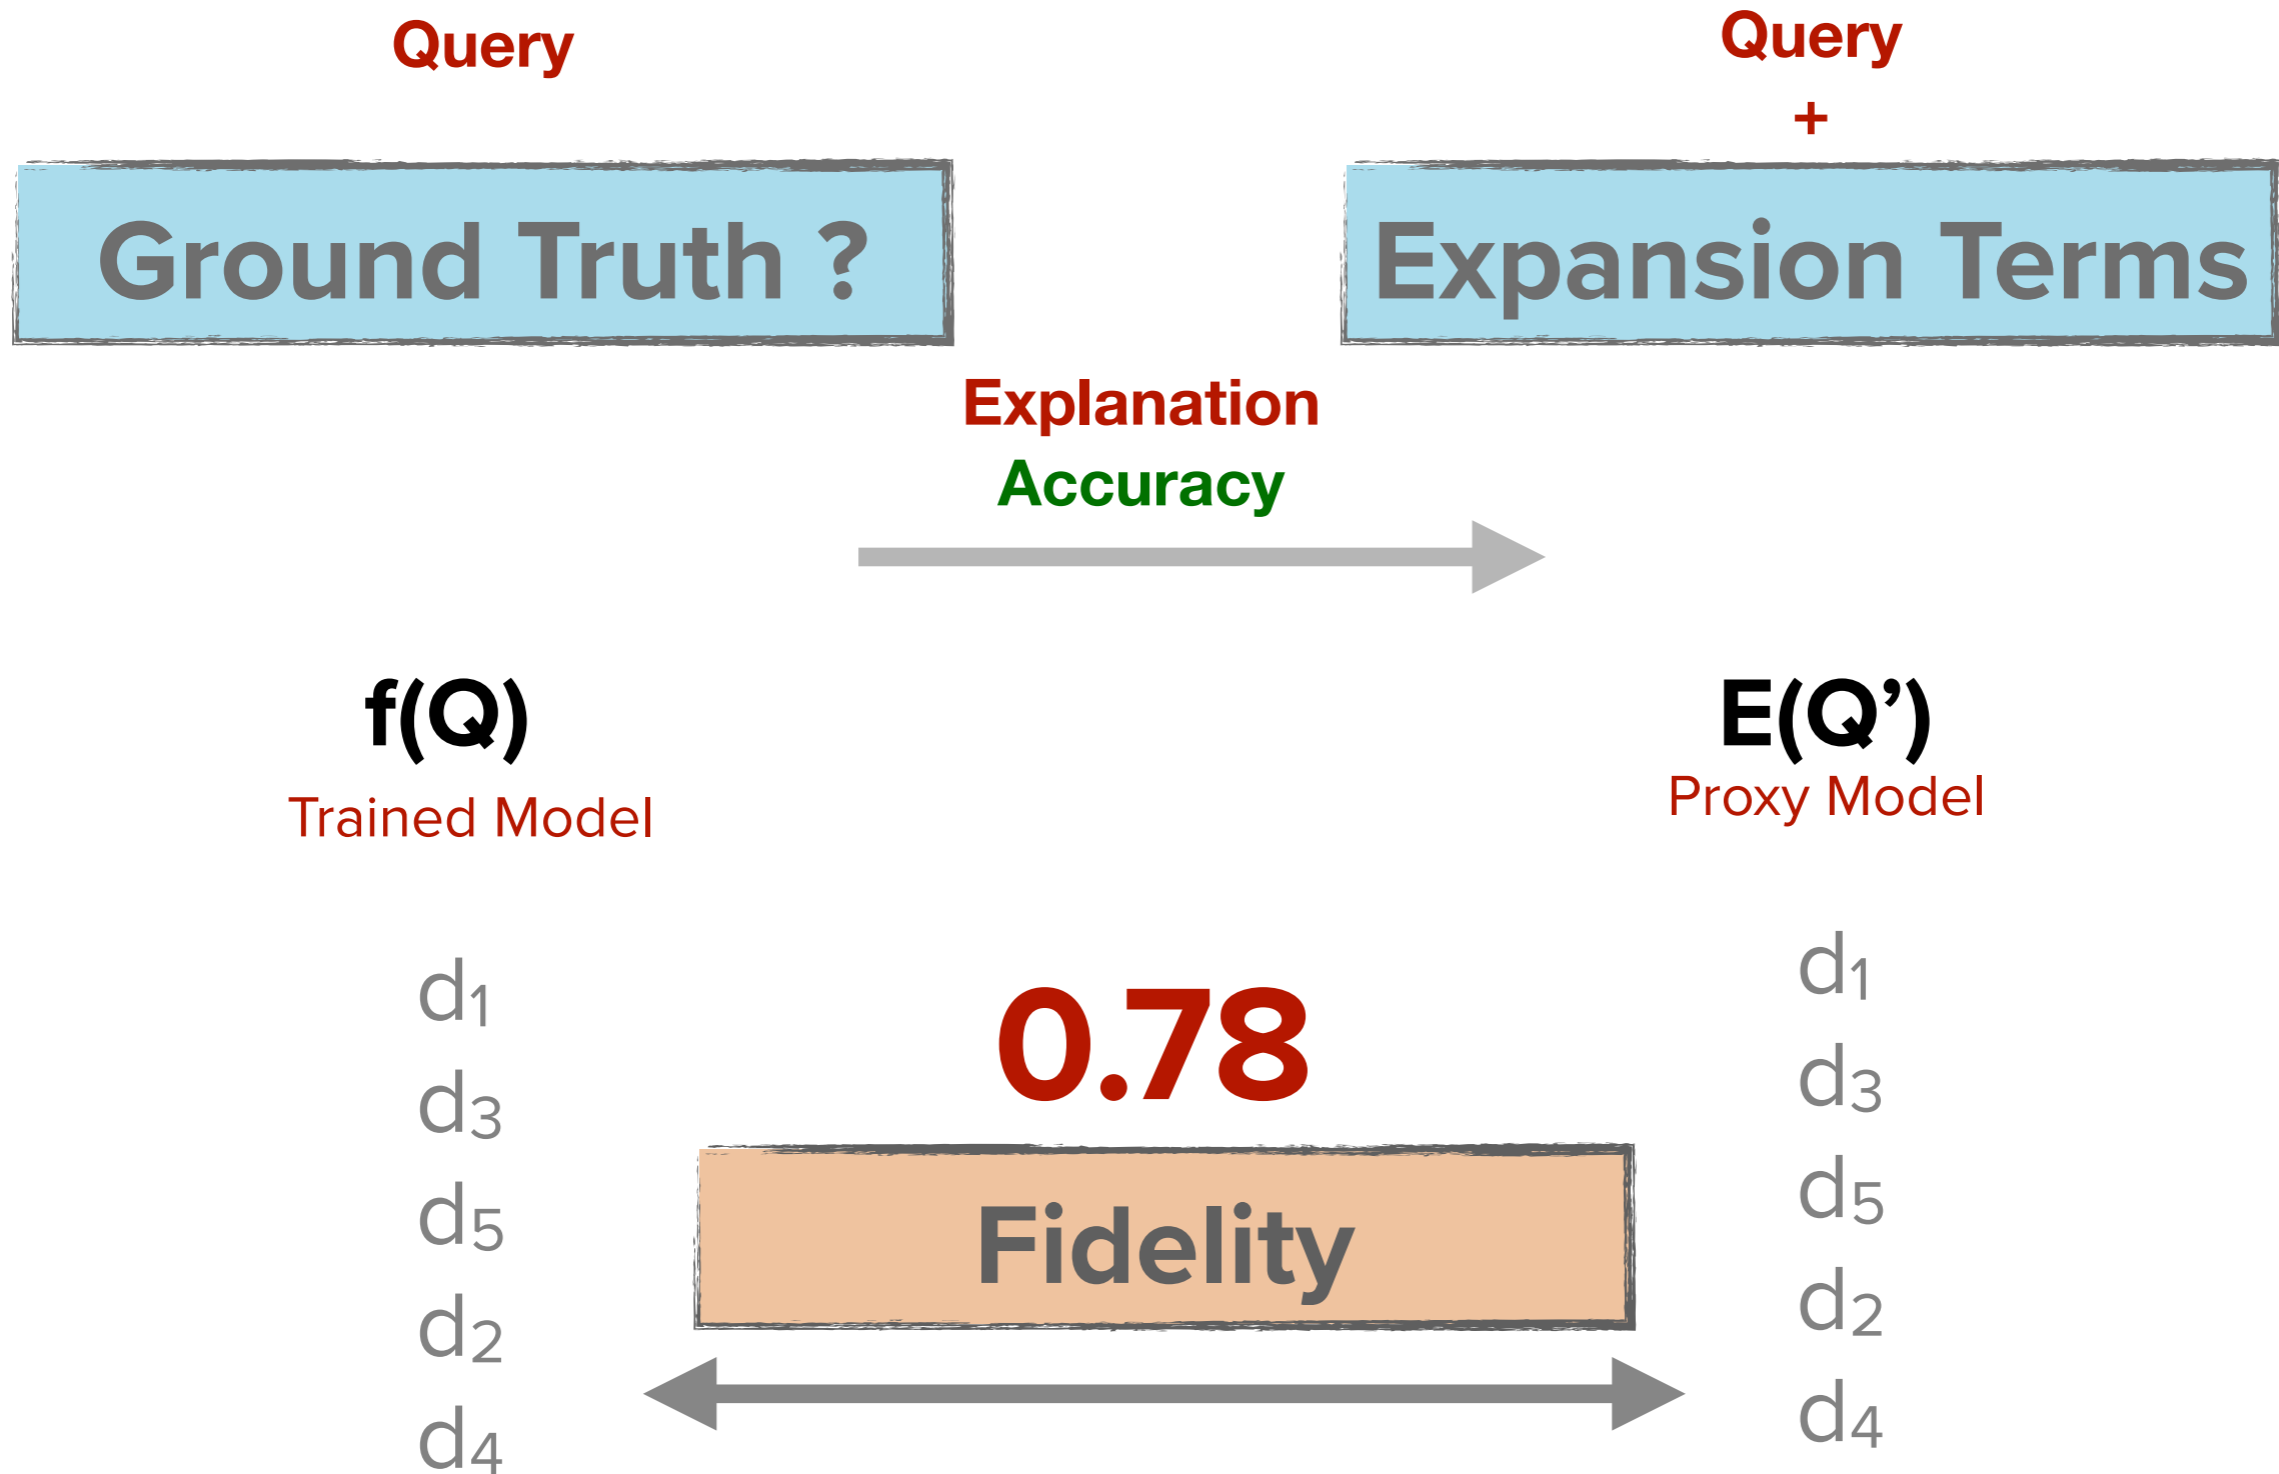 Query
Query
+
Ground Truth ?
Expansion Terms
Explanation
Accuracy
f(Q)
E(Q’)
Trained Model
Proxy Model
d1
d3
d5
d2
d4
0.78
Fidelity
d1
d3
d5
d2
d4